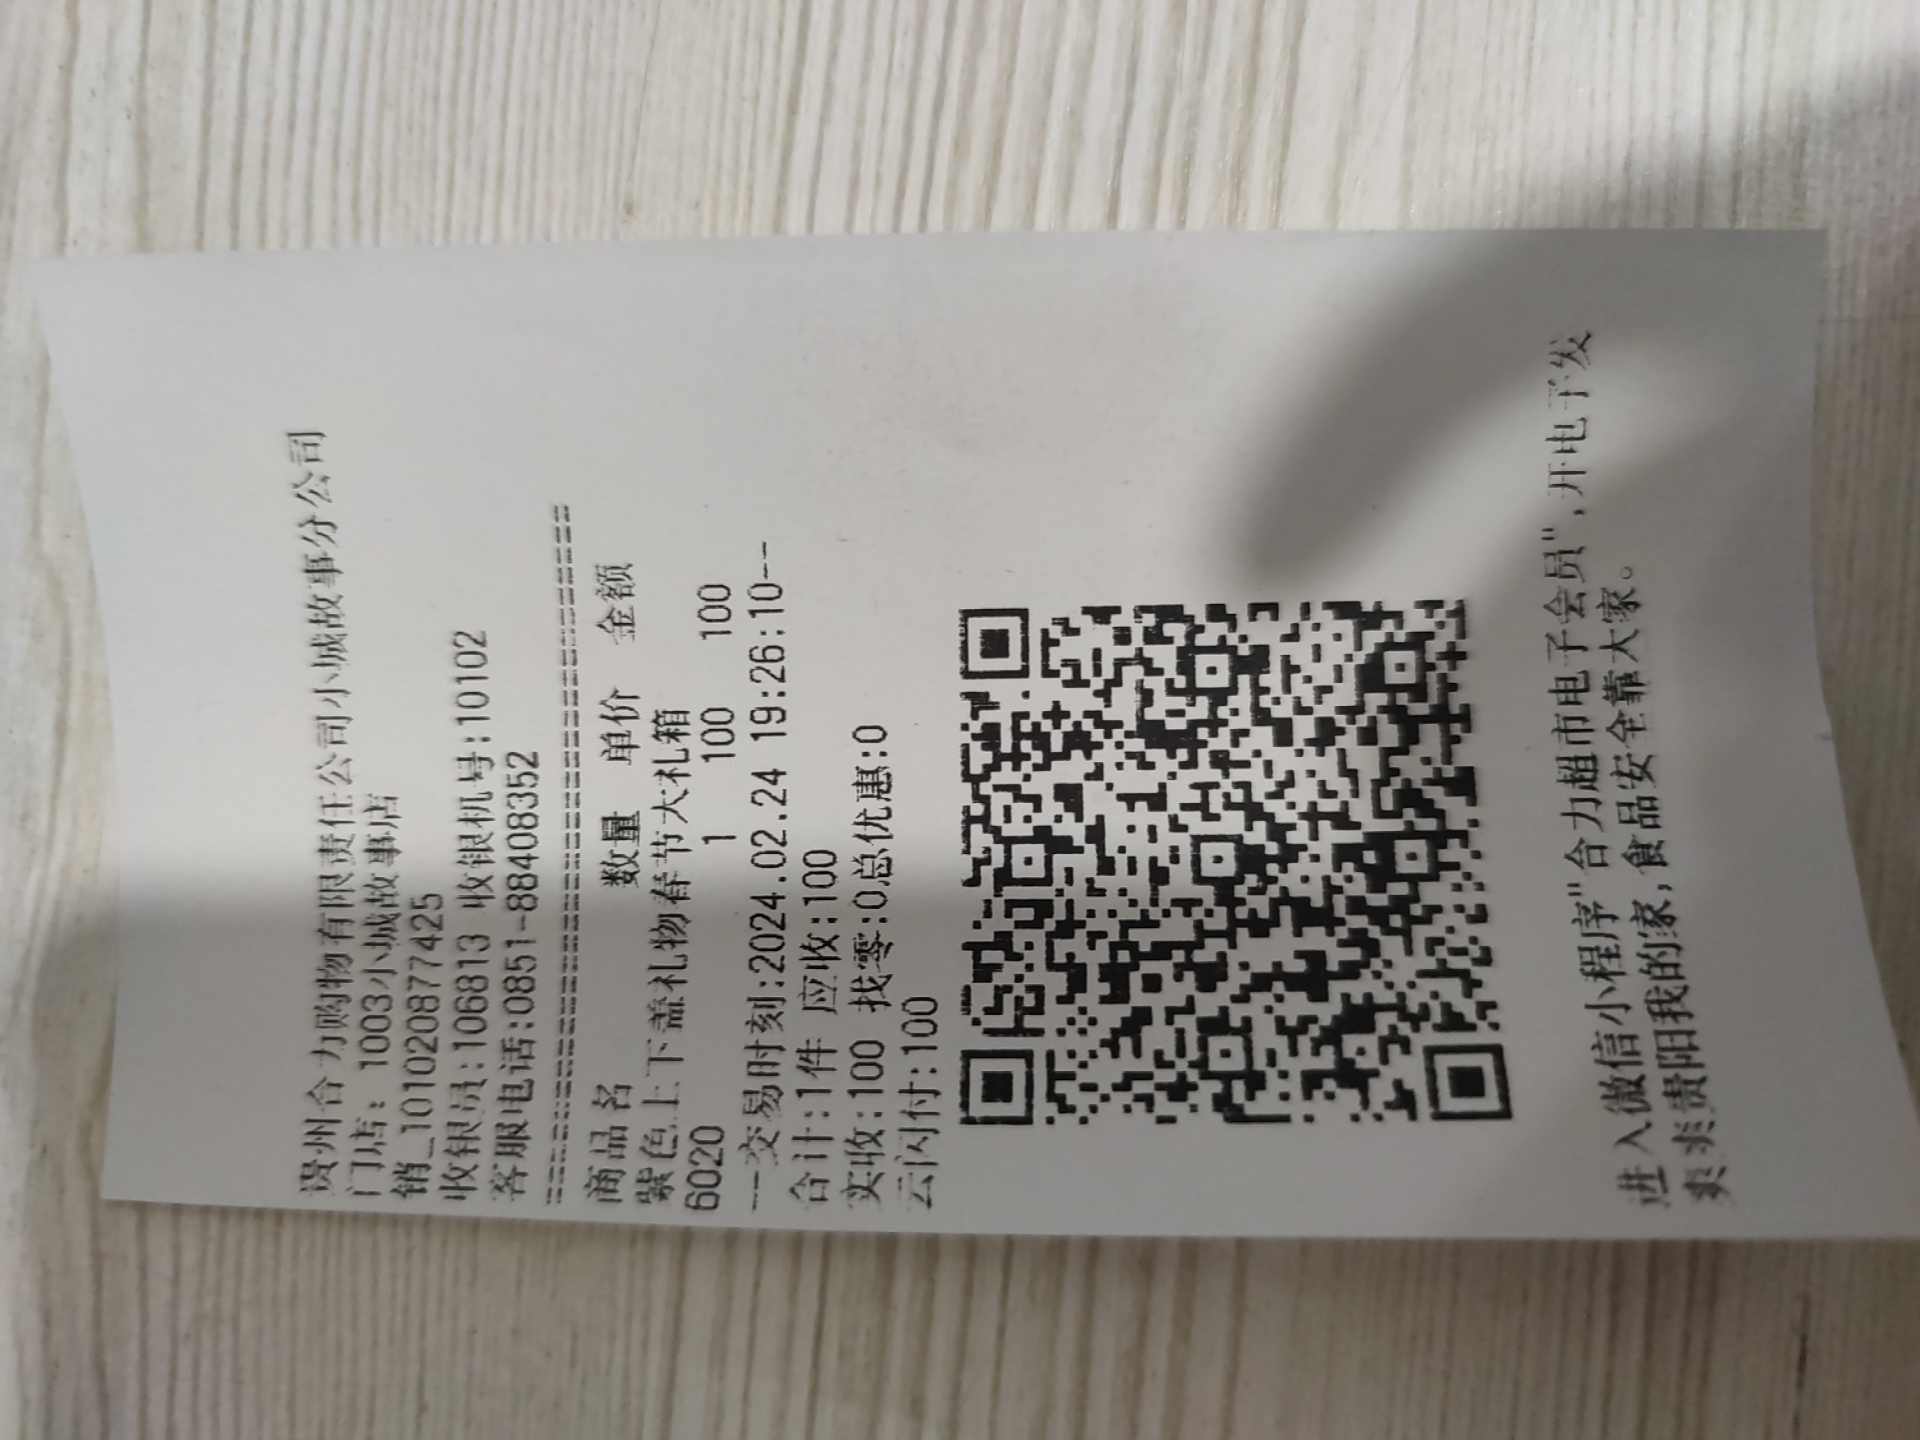 贵州合力购物有限责任公司小城故事分公司
门店: 1003小城故事店
销_101020877425
收银员:106813 收银机号:10102
客服电话:0851-88408352
==========================================
商品名 数量 单价 金额
紫色上下盖礼物春节大礼箱
6020 1 100 100
--交易时刻:2024.02.24 19:26:10--
合计:1件 应收:100
实收:100 找零:0总优惠:0
云闪付:100
进入微信小程序"合力超市电子会员",开电子发
爽爽贵阳我的家,食品安全靠大家。